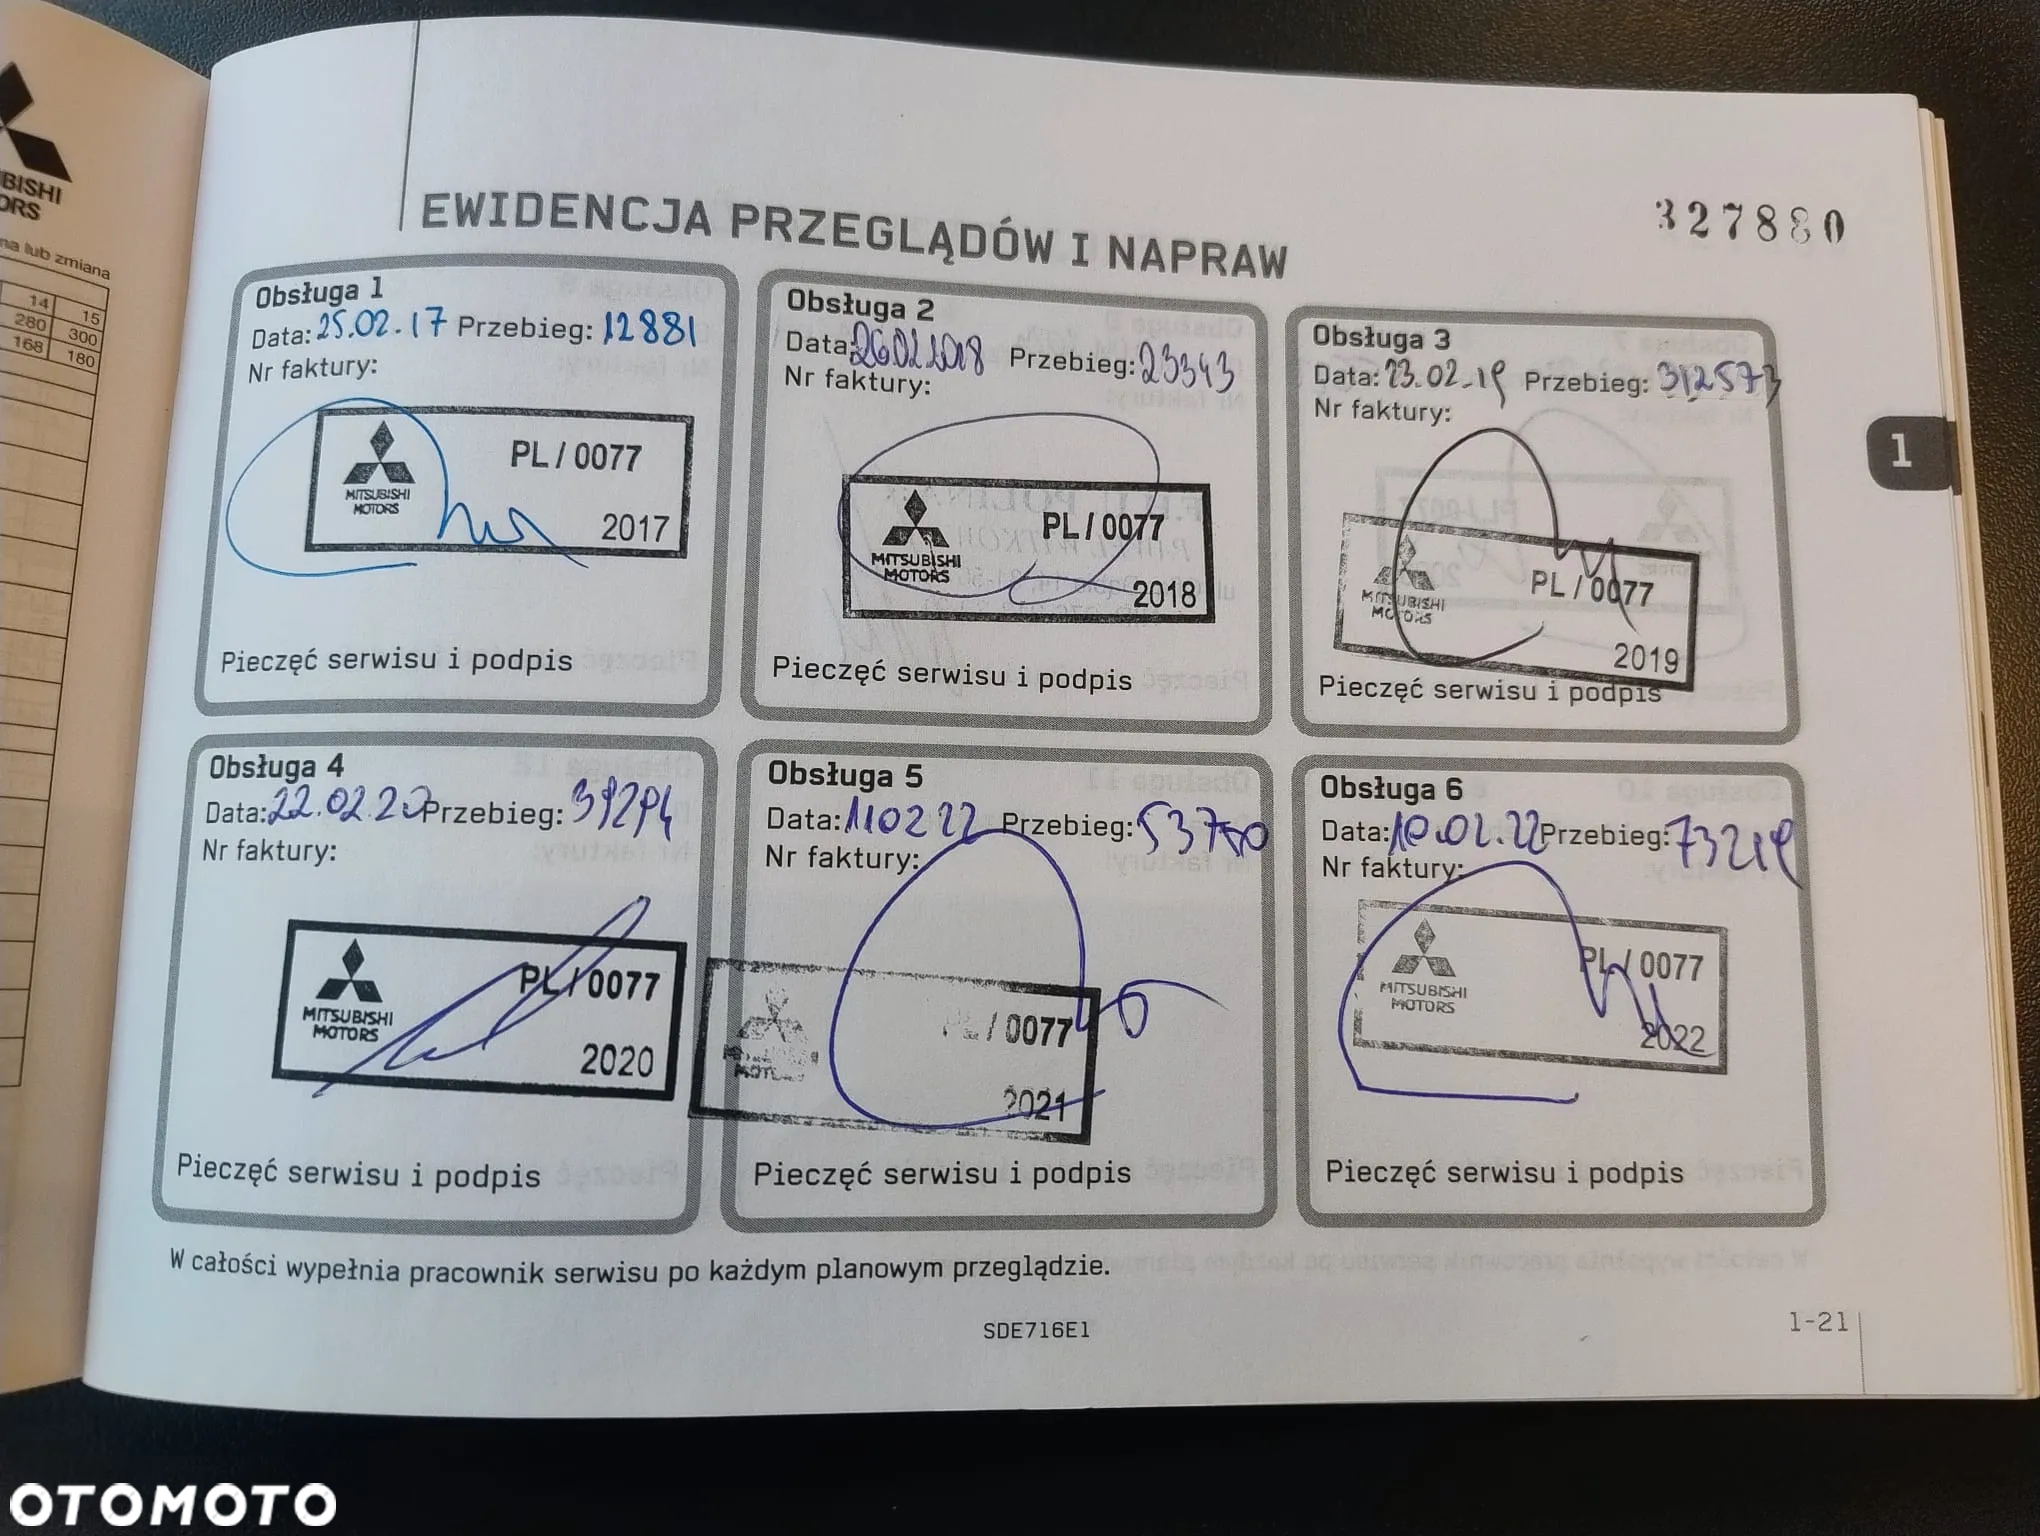 BISHI
ORS
na lub zmiana
14 15
280 300
168 180
EWIDENCJA PRZEGLĄDÓW I NAPRAW
327880
Obsługa 1
Data: 25.02.17 Przebieg: 12881
Nr faktury:
MITSUBISHI
MOTORS
PL / 0077
2017
Pieczęć serwisu i podpis
Obsługa 2
Data: 26.02.2018 Przebieg: 23343
Nr faktury:
MITSUBISHI
MOTORS
PL / 0077
2018
Pieczęć serwisu i podpis
Obsługa 3
Data: 23.02.19 Przebieg:
Nr faktury:
MITSUBISHI
MOTORS
PL / 0077
2019
Pieczęć serwisu i podpis
Obsługa 4
Data: 22.02.20 Przebieg: 39294
Nr faktury:
MITSUBISHI
MOTORS
PL / 0077
2020
Pieczęć serwisu i podpis
Obsługa 5
Data: Przebieg: 53750
Nr faktury:
PL / 0077
2021
Pieczęć serwisu i podpis
Obsługa 6
Data: 10.02.22 Przebieg: 73219
Nr faktury:
MITSUBISHI
MOTORS
PL / 0077
2022
Pieczęć serwisu i podpis
W całości wypełnia pracownik serwisu po każdym planowym przeglądzie.
SDE716E1
1-21
1
OTOMOTO